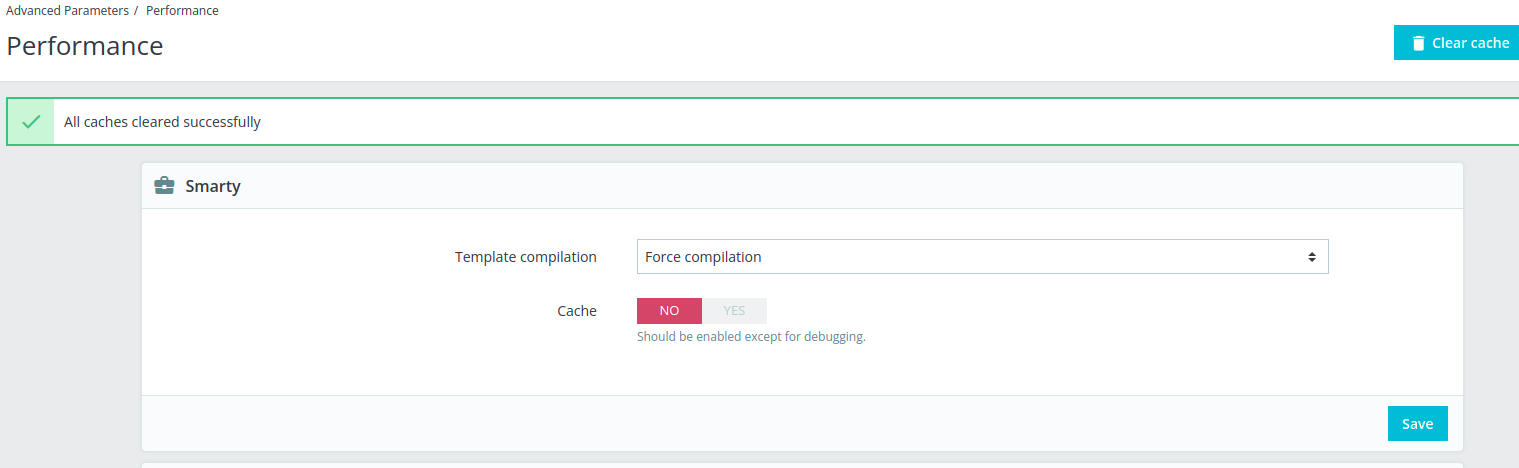 Advanced Parameters / Performance
Performance
Clear cache
All caches cleared successfully
Smarty
Template compilation Force compilation
Cache NO YES
Should be enabled except for debugging.
Save